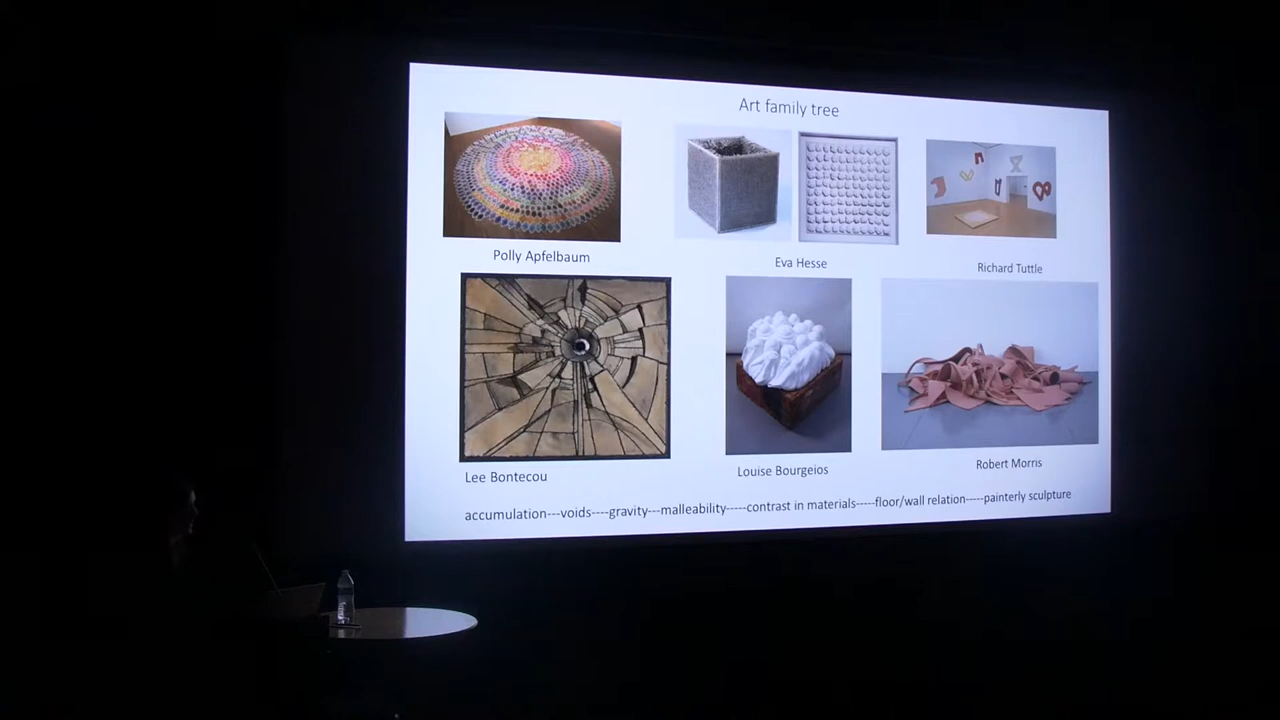 Art family tree
Polly Apfelbaum
Eva Hesse
Richard Tuttle
Lee Bontecou
Louise Bourgeios
Robert Morris
accumulation---voids----gravity---malleability-----contrast in materials-----floor/wall relation-----painterly sculpture